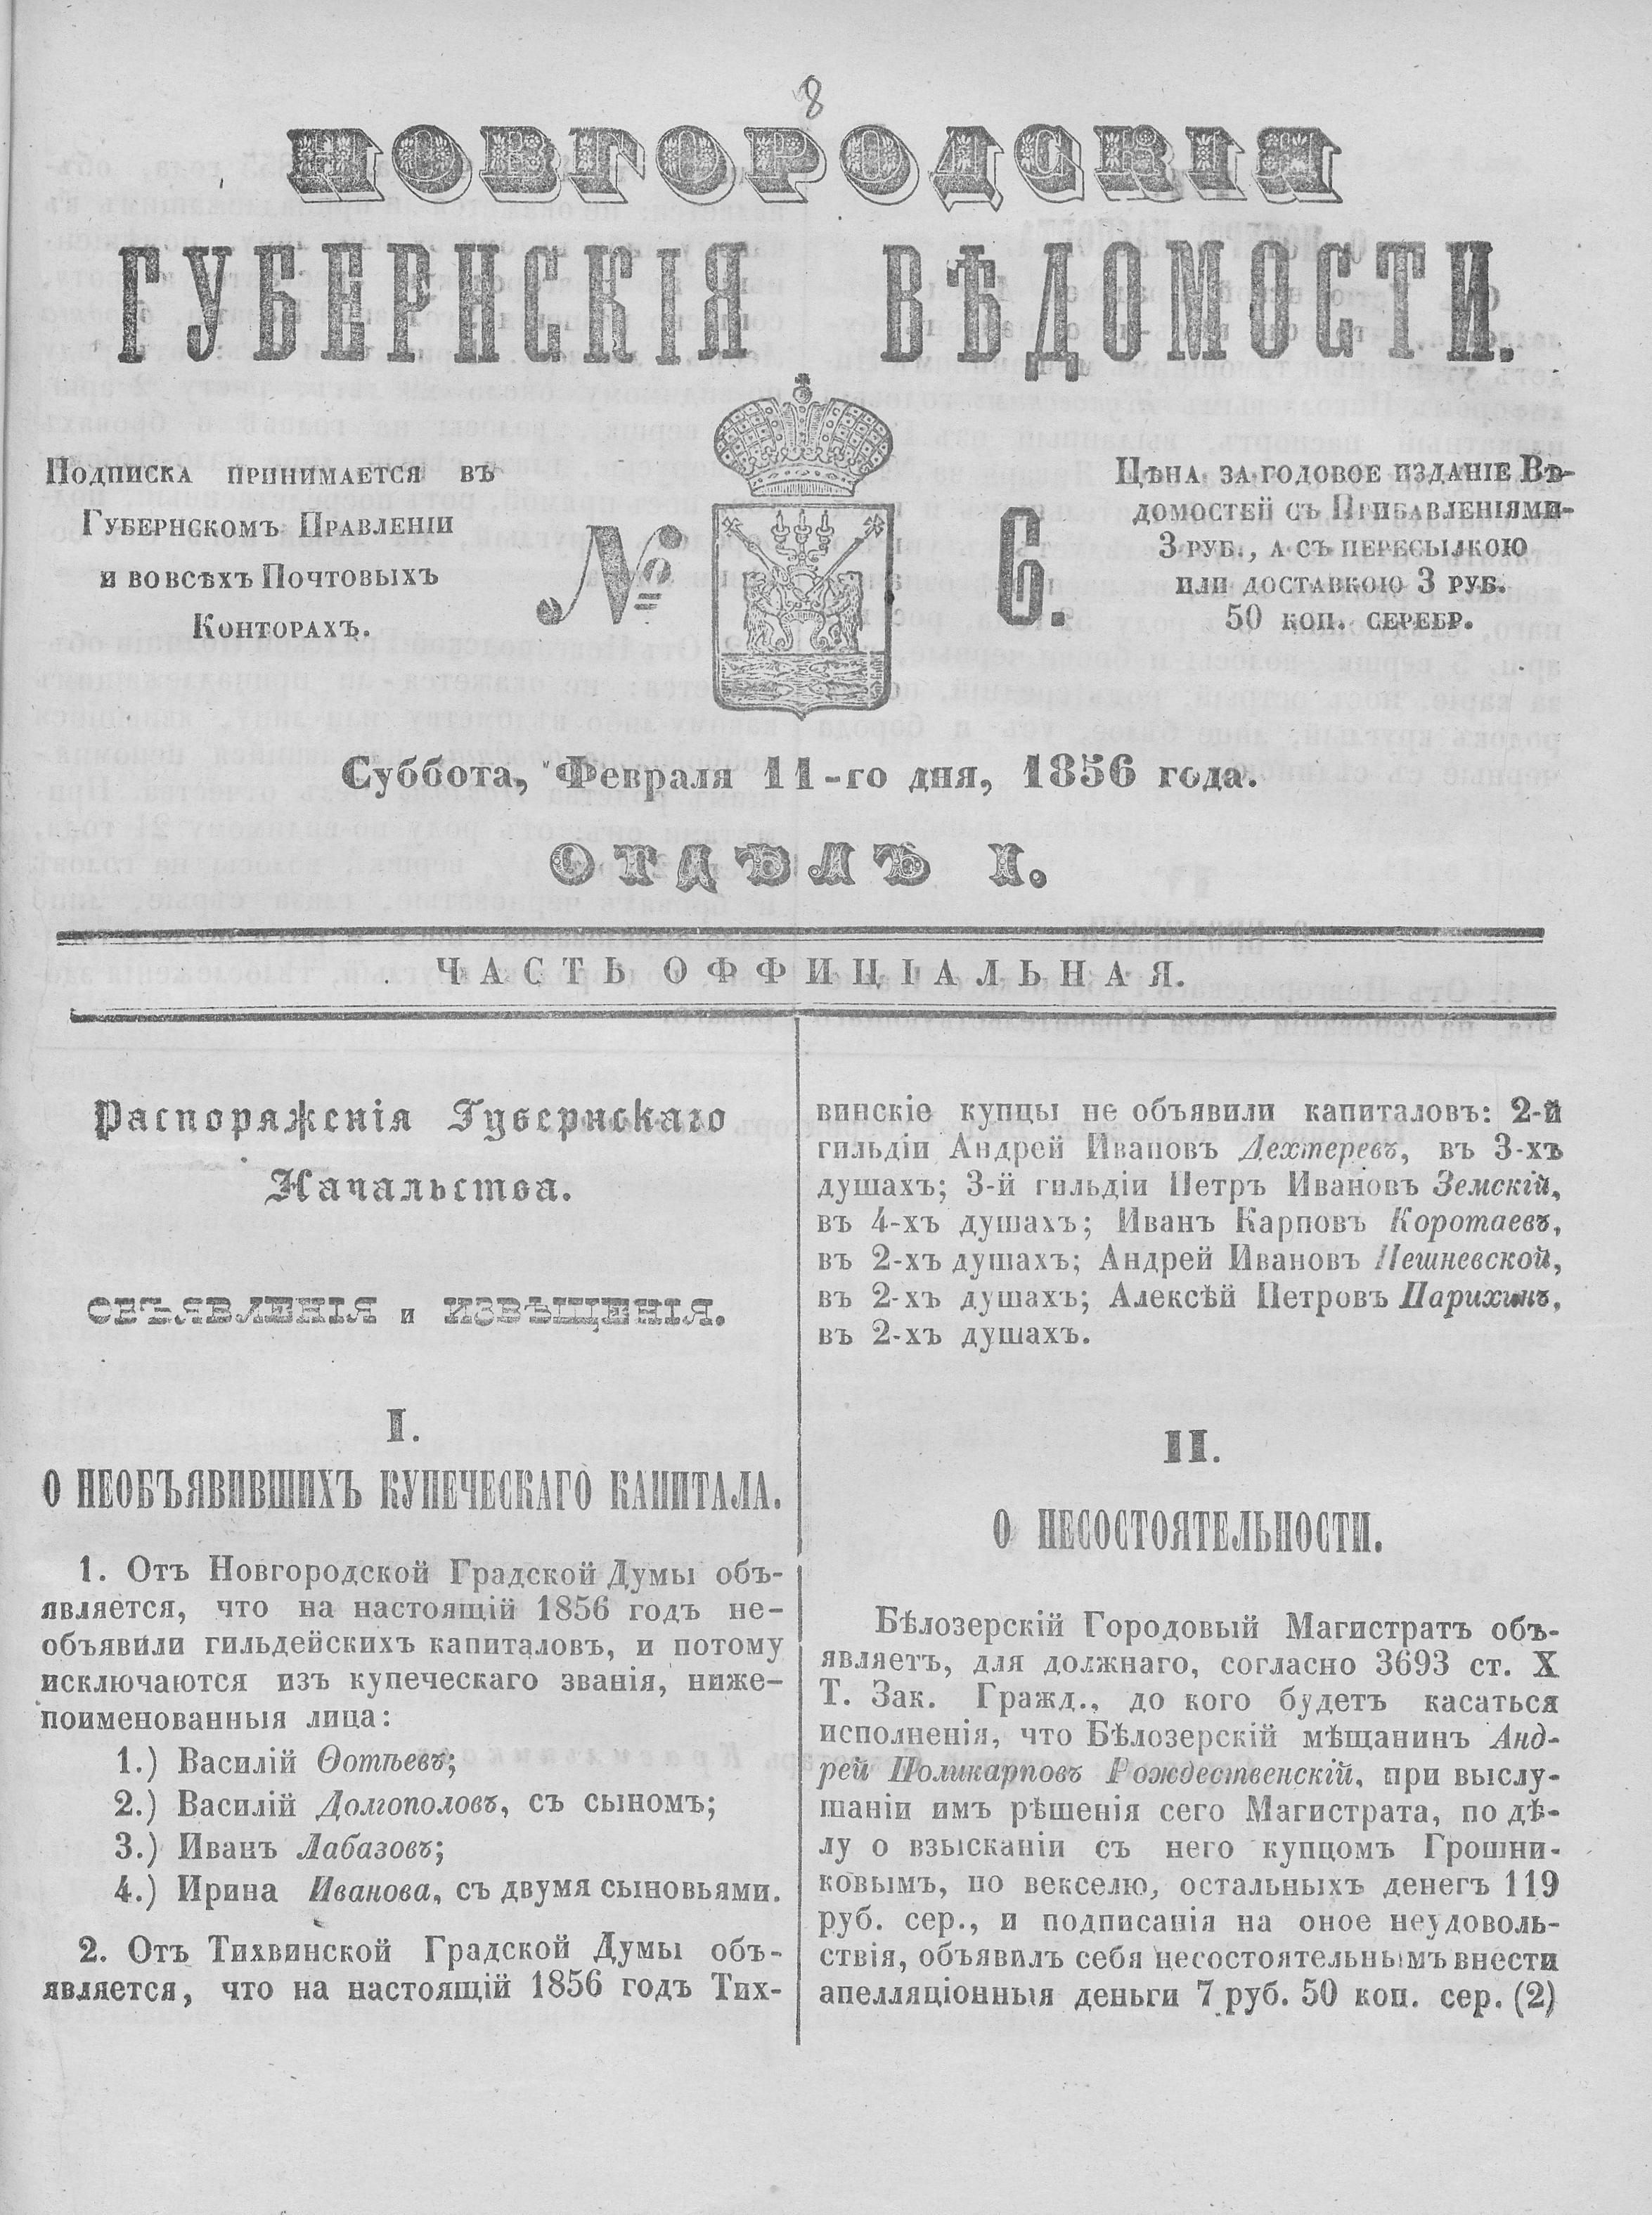 8
НОВГОРОДСКІЯ
ГУБЕРНСКІЯ ВѢДОМОСТИ.
Подписка принимается въ
Губернскомъ Правленіи
и во всѣхъ Почтовыхъ
Конторахъ.
№ 6.
Цѣна за годовое изданіе Вѣ-
домостей съ Прибавленіями-
3 руб., а съ пересылкою
или доставкою 3 руб.
50 коп. серебр.
Суббота, Февраля 11-го дня, 1856 года.
ОТДѢЛЪ I.
ЧАСТЬ ОФФИЦІАЛЬНАЯ.
Распоряженія Губернскаго
Начальства.
ОБЪЯВЛЕНІЯ и ИЗВѢЩЕНІЯ.
I.
О НЕОБЪЯВИВШИХЪ КУПЕЧЕСКАГО КАПИТАЛА.
1. Отъ Новгородской Градской Думы объ-
является, что на настоящій 1856 годъ не-
объявили гильдейскихъ капиталовъ, и потому
исключаются изъ купеческаго званія, ниже-
поименованныя лица:
1.) Василій Ѳотѣевъ;
2.) Василій Долгополовъ, съ сыномъ;
3.) Иванъ Лабазовъ;
4.) Ирина Иванова, съ двумя сыновьями.
2. Отъ Тихвинской Градской Думы объ-
является, что на настоящій 1856 годъ Тих-
винскіе купцы не объявили капиталовъ: 2-й
гильдіи Андрей Ивановъ Дехтеревъ, въ 3-хъ
душахъ; 3-й гильдіи Петръ Ивановъ Земскій,
въ 4-хъ душахъ; Иванъ Карповъ Коротаевъ,
въ 2-хъ душахъ; Андрей Ивановъ Пешневской,
въ 2-хъ душахъ; Алексѣй Петровъ Парихинъ,
въ 2-хъ душахъ.
II.
О НЕСОСТОЯТЕЛЬНОСТИ.
Бѣлозерскій Городовый Магистратъ объ-
являетъ, для должнаго, согласно 3693 ст. X
Т. Зак. Гражд., до кого будетъ касаться
исполненія, что Бѣлозерскій мѣщанинъ Анд-
рей Поликарповъ Рождественскій, при выслу-
шаніи имъ рѣшенія сего Магистрата, по дѣ-
лу о взысканіи съ него купцомъ Грошни-
ковымъ, по векселю, остальныхъ денегъ 119
руб. сер., и подписанія на оное неудоволь-
ствія, объявилъ себя несостоятельнымъ внести
апелляціонныя деньги 7 руб. 50 коп. сер. (2)